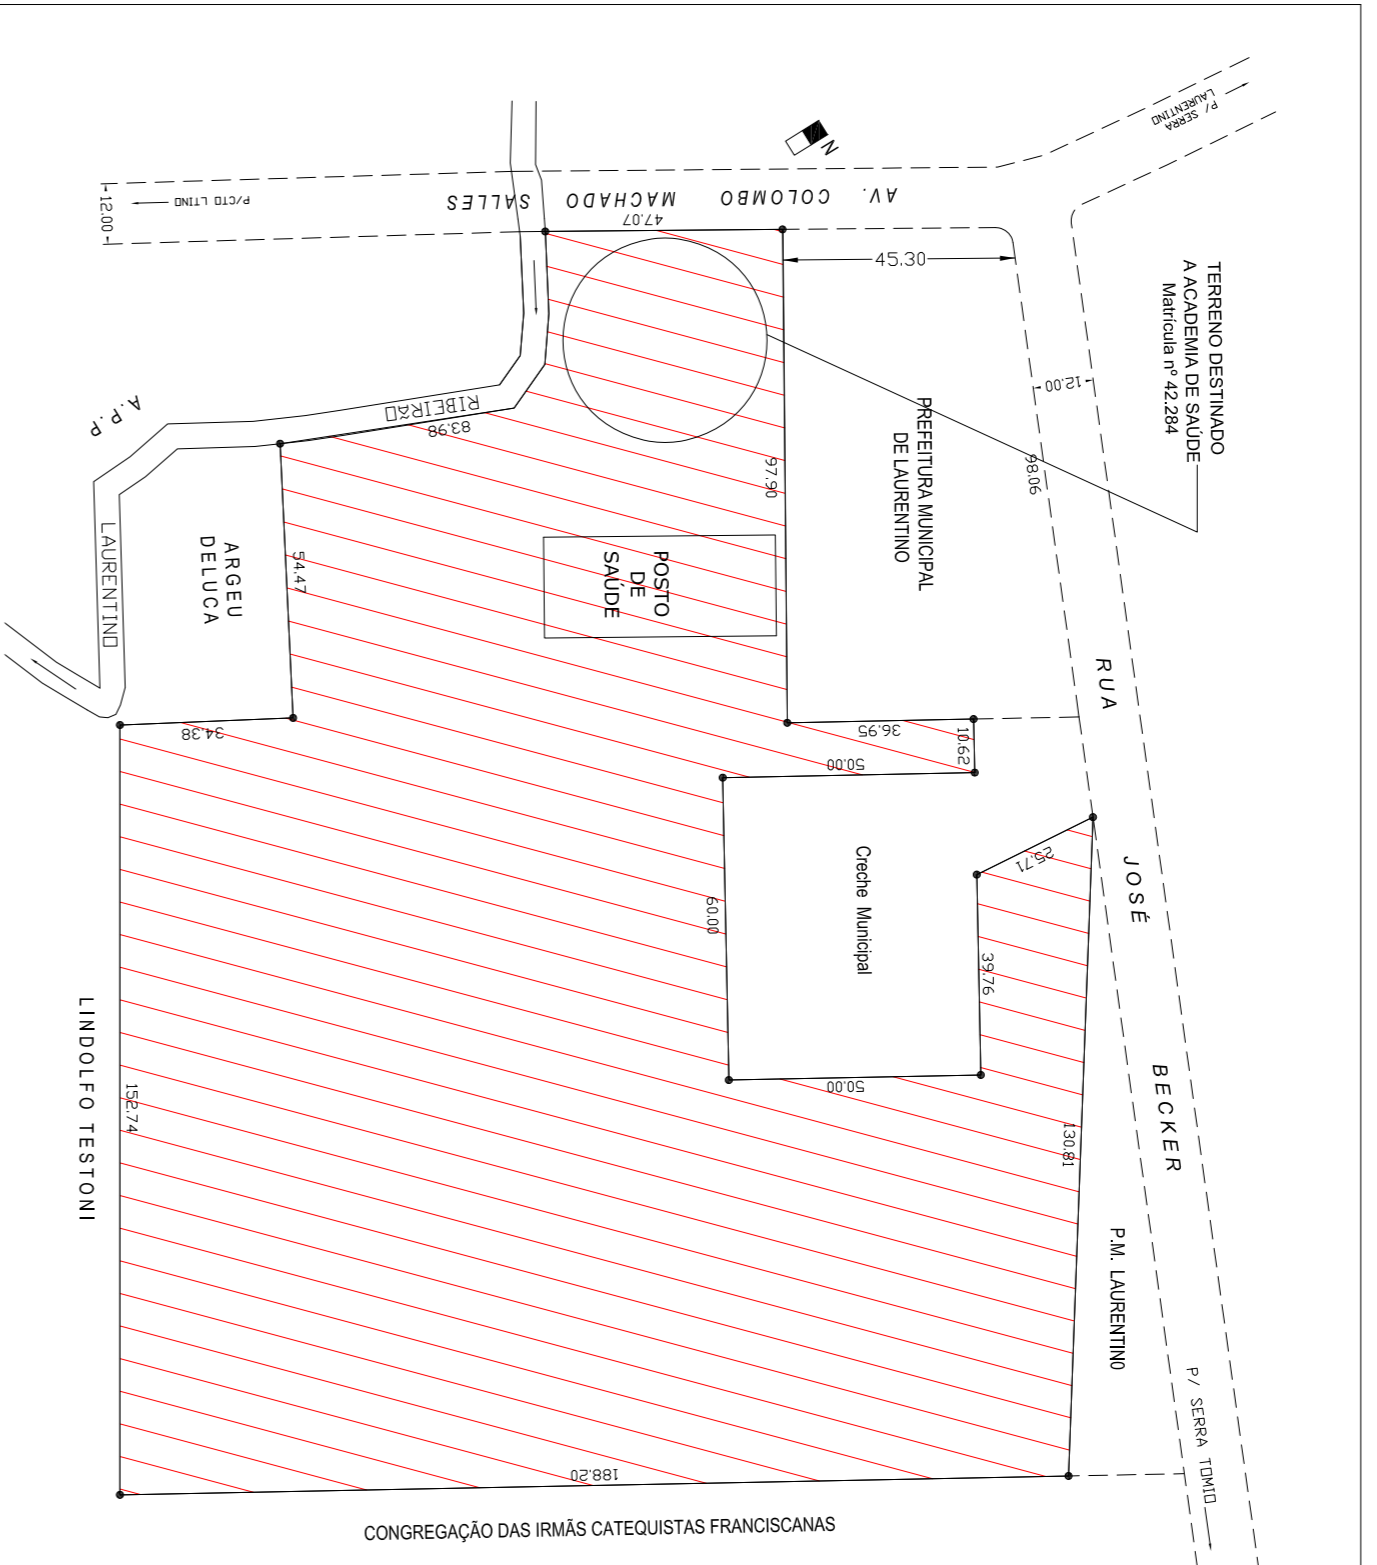 P/ SERRA
LAURENTINO
N
AV. COLOMBO MACHADO SALLES
P/CTO LTINO
12.00
47.07
45.30
TERRENO DESTINADO
A ACADEMIA DE SAÚDE
Matrícula nº 42.284
12.00
PREFEITURA MUNICIPAL
DE LAURENTINO
98.06
97.90
RIBEIRÃO
83.98
A.P.P
LAURENTINO
ARGEU
DELUCA
54.47
POSTO
DE
SAÚDE
34.38
36.95
10.62
50.00
RUA JOSÉ BECKER
25.71
Creche Municipal
60.00
39.76
50.00
130.81
P.M. LAURENTINO
P/ SERRA TOMIO
LINDOLFO TESTONI
152.74
188.20
CONGREGAÇÃO DAS IRMÃS CATEQUISTAS FRANCISCANAS